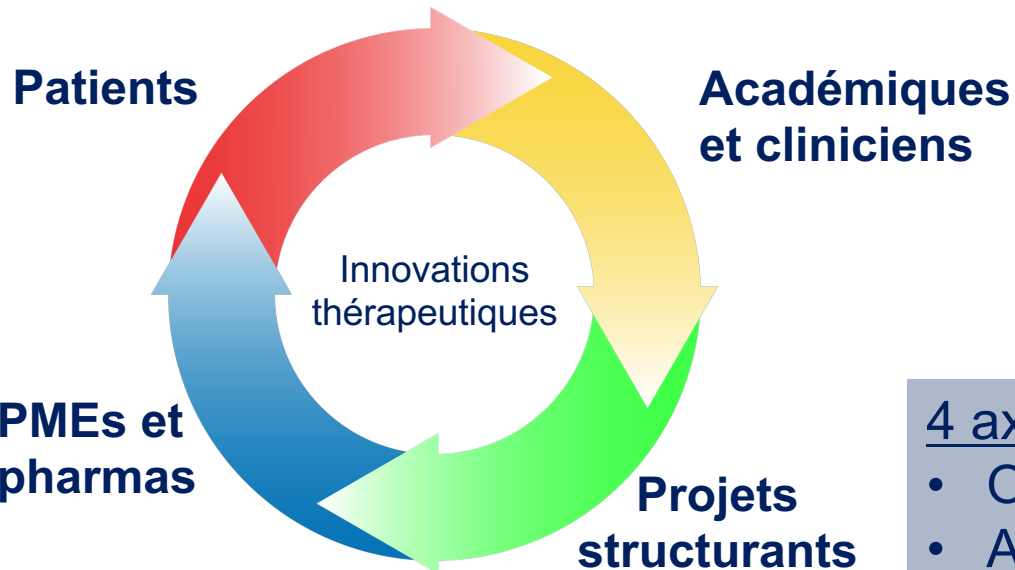 Patients
Académiques
et cliniciens
Innovations
thérapeutiques
PMEs et
pharmas
Projets
structurants
4 ax
• C
• A